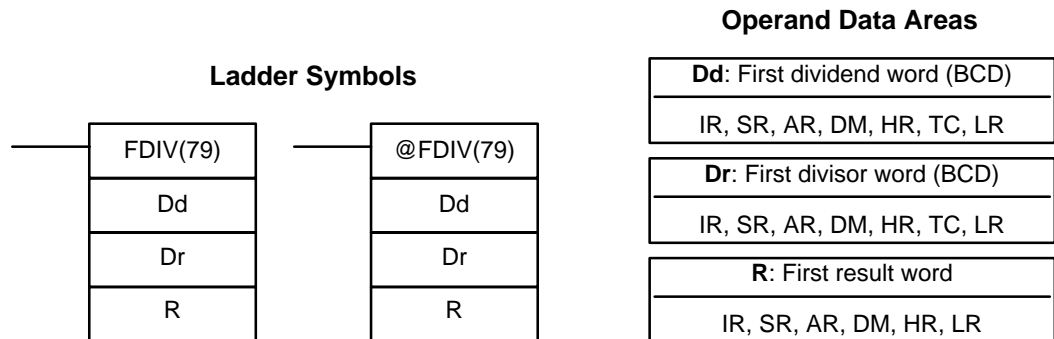 Ladder Symbols
FDIV(79)
Dd
Dr
R
@FDIV(79)
Dd
Dr
R
Operand Data Areas
Dd: First dividend word (BCD)
IR, SR, AR, DM, HR, TC, LR
Dr: First divisor word (BCD)
IR, SR, AR, DM, HR, TC, LR
R: First result word
IR, SR, AR, DM, HR, LR